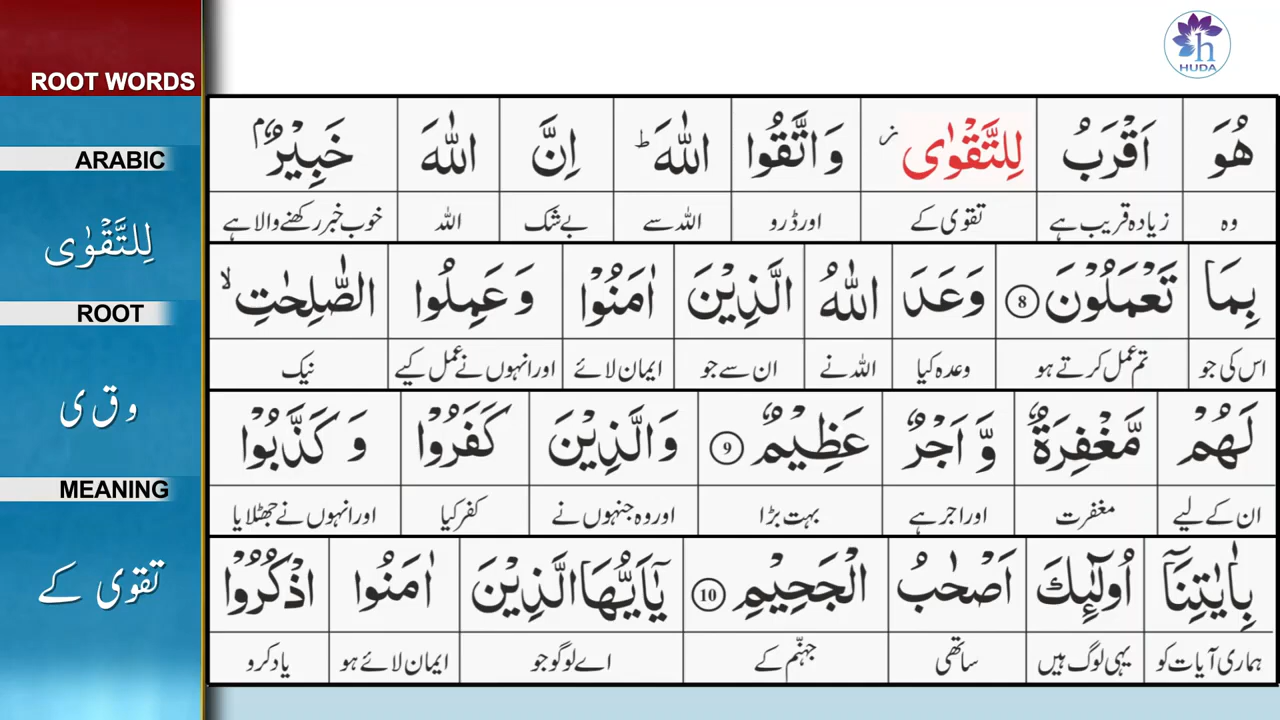 ROOT WORDS
ARABIC
لِلتَّقْوٰى
ROOT
و ق ی
MEANING
تقوی کے
h
HUDA
هُوَ اَقْرَبُ لِلتَّقْوٰى ز وَاتَّقُوا اللّٰهَ ؕ اِنَّ اللّٰهَ خَبِيْرٌۢ
وہ زیادہ قریب ہے تقوی کے اور ڈرو اللہ سے بے شک اللہ خوب خبر رکھنے والا ہے
بِمَا تَعْمَلُوْنَ 8 وَعَدَ اللّٰهُ الَّذِيْنَ اٰمَنُوْا وَ عَمِلُوا الصّٰلِحٰتِ ۙ
اس کی جو تم عمل کرتے ہو وعدہ کیا اللہ نے ان سے جو ایمان لائے اور انہوں نے عمل کیے نیک
لَهُمْ مَّغْفِرَةٌ وَّ اَجْرٌ عَظِيْمٌ 9 وَالَّذِيْنَ كَفَرُوْا وَ كَذَّبُوْا
ان کے لیے مغفرت اور اجر ہے بہت بڑا اور وہ جنہوں نے کفر کیا اور انہوں نے جھٹلایا
بِاٰيٰتِنَاۤ اُولٰٓئِكَ اَصْحٰبُ الْجَحِيْمِ 10 يٰۤاَيُّهَا الَّذِيْنَ اٰمَنُوا اذْكُرُوْا
ہماری آیات کو یہی لوگ ہیں ساتھی جہنّم کے اے لوگو جو ایمان لائے ہو یاد کرو